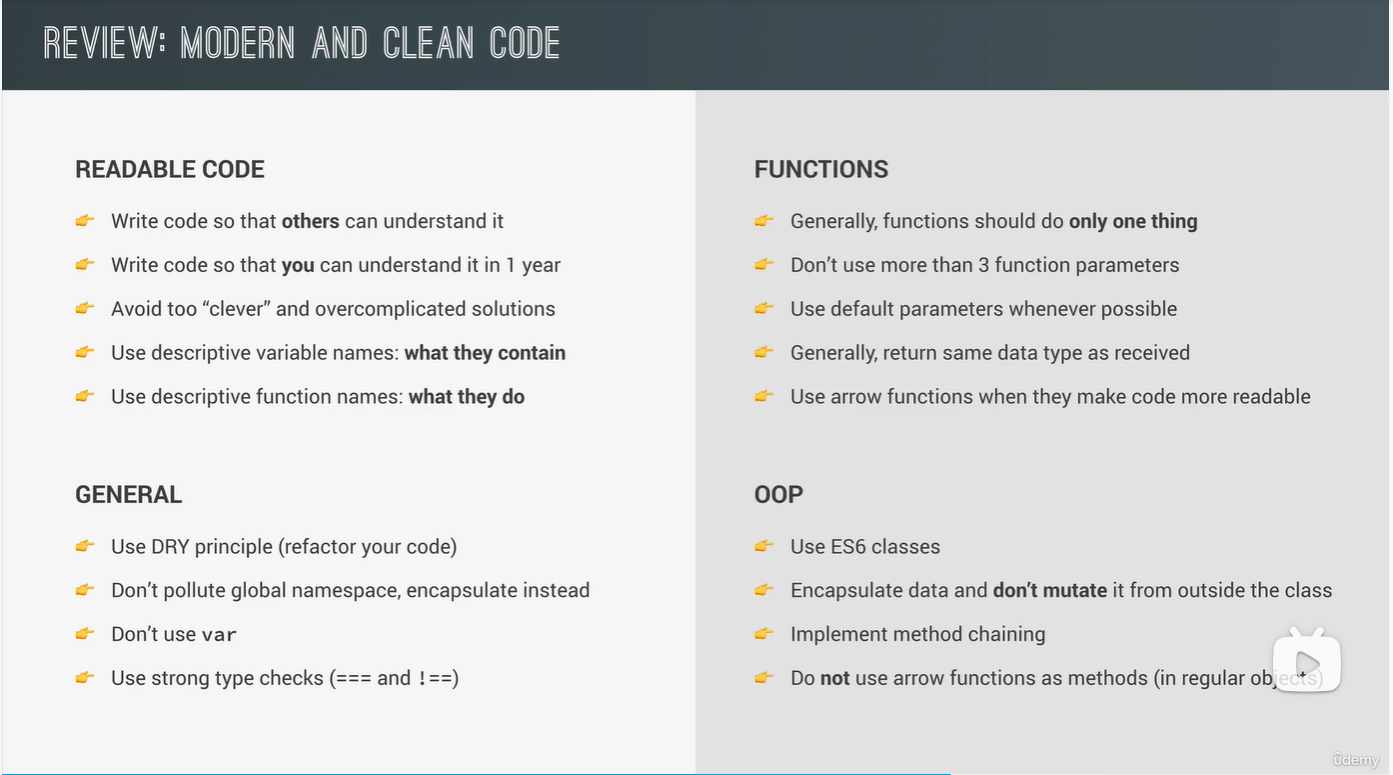 REVIEW: MODERN AND CLEAN CODE
READABLE CODE
Write code so that others can understand it
Write code so that you can understand it in 1 year
Avoid too “clever” and overcomplicated solutions
Use descriptive variable names: what they contain
Use descriptive function names: what they do
GENERAL
Use DRY principle (refactor your code)
Don’t pollute global namespace, encapsulate instead
Don’t use var
Use strong type checks (=== and !==)
FUNCTIONS
Generally, functions should do only one thing
Don’t use more than 3 function parameters
Use default parameters whenever possible
Generally, return same data type as received
Use arrow functions when they make code more readable
OOP
Use ES6 classes
Encapsulate data and don’t mutate it from outside the class
Implement method chaining
Do not use arrow functions as methods (in regular objects)
ûdemy